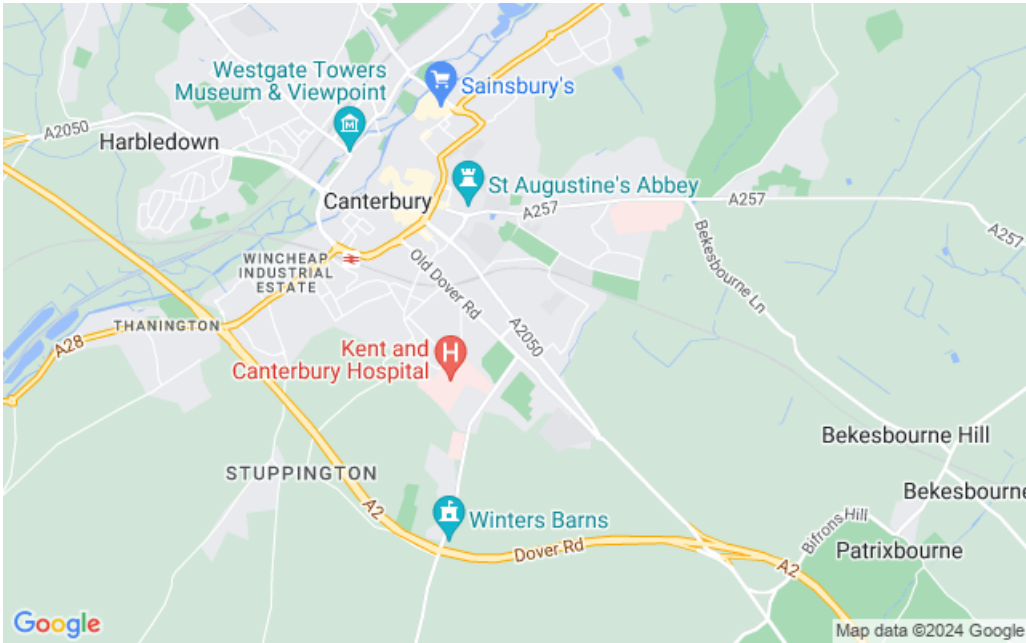 Westgate Towers
Museum & Viewpoint
Sainsbury's
A2050
Harbledown
St Augustine's Abbey
Canterbury
A257
A257
A257
WINCHEAP
INDUSTRIAL
ESTATE
Old Dover Rd
Bekesbourne Ln
THANINGTON
A28
A2050
Kent and
Canterbury Hospital
H
Bekesbourne Hill
STUPPINGTON
Bekesbourne
A2
Winters Barns
Bifrons Hill
Dover Rd
Patrixbourne
A2
Google
Map data ©2024 Google